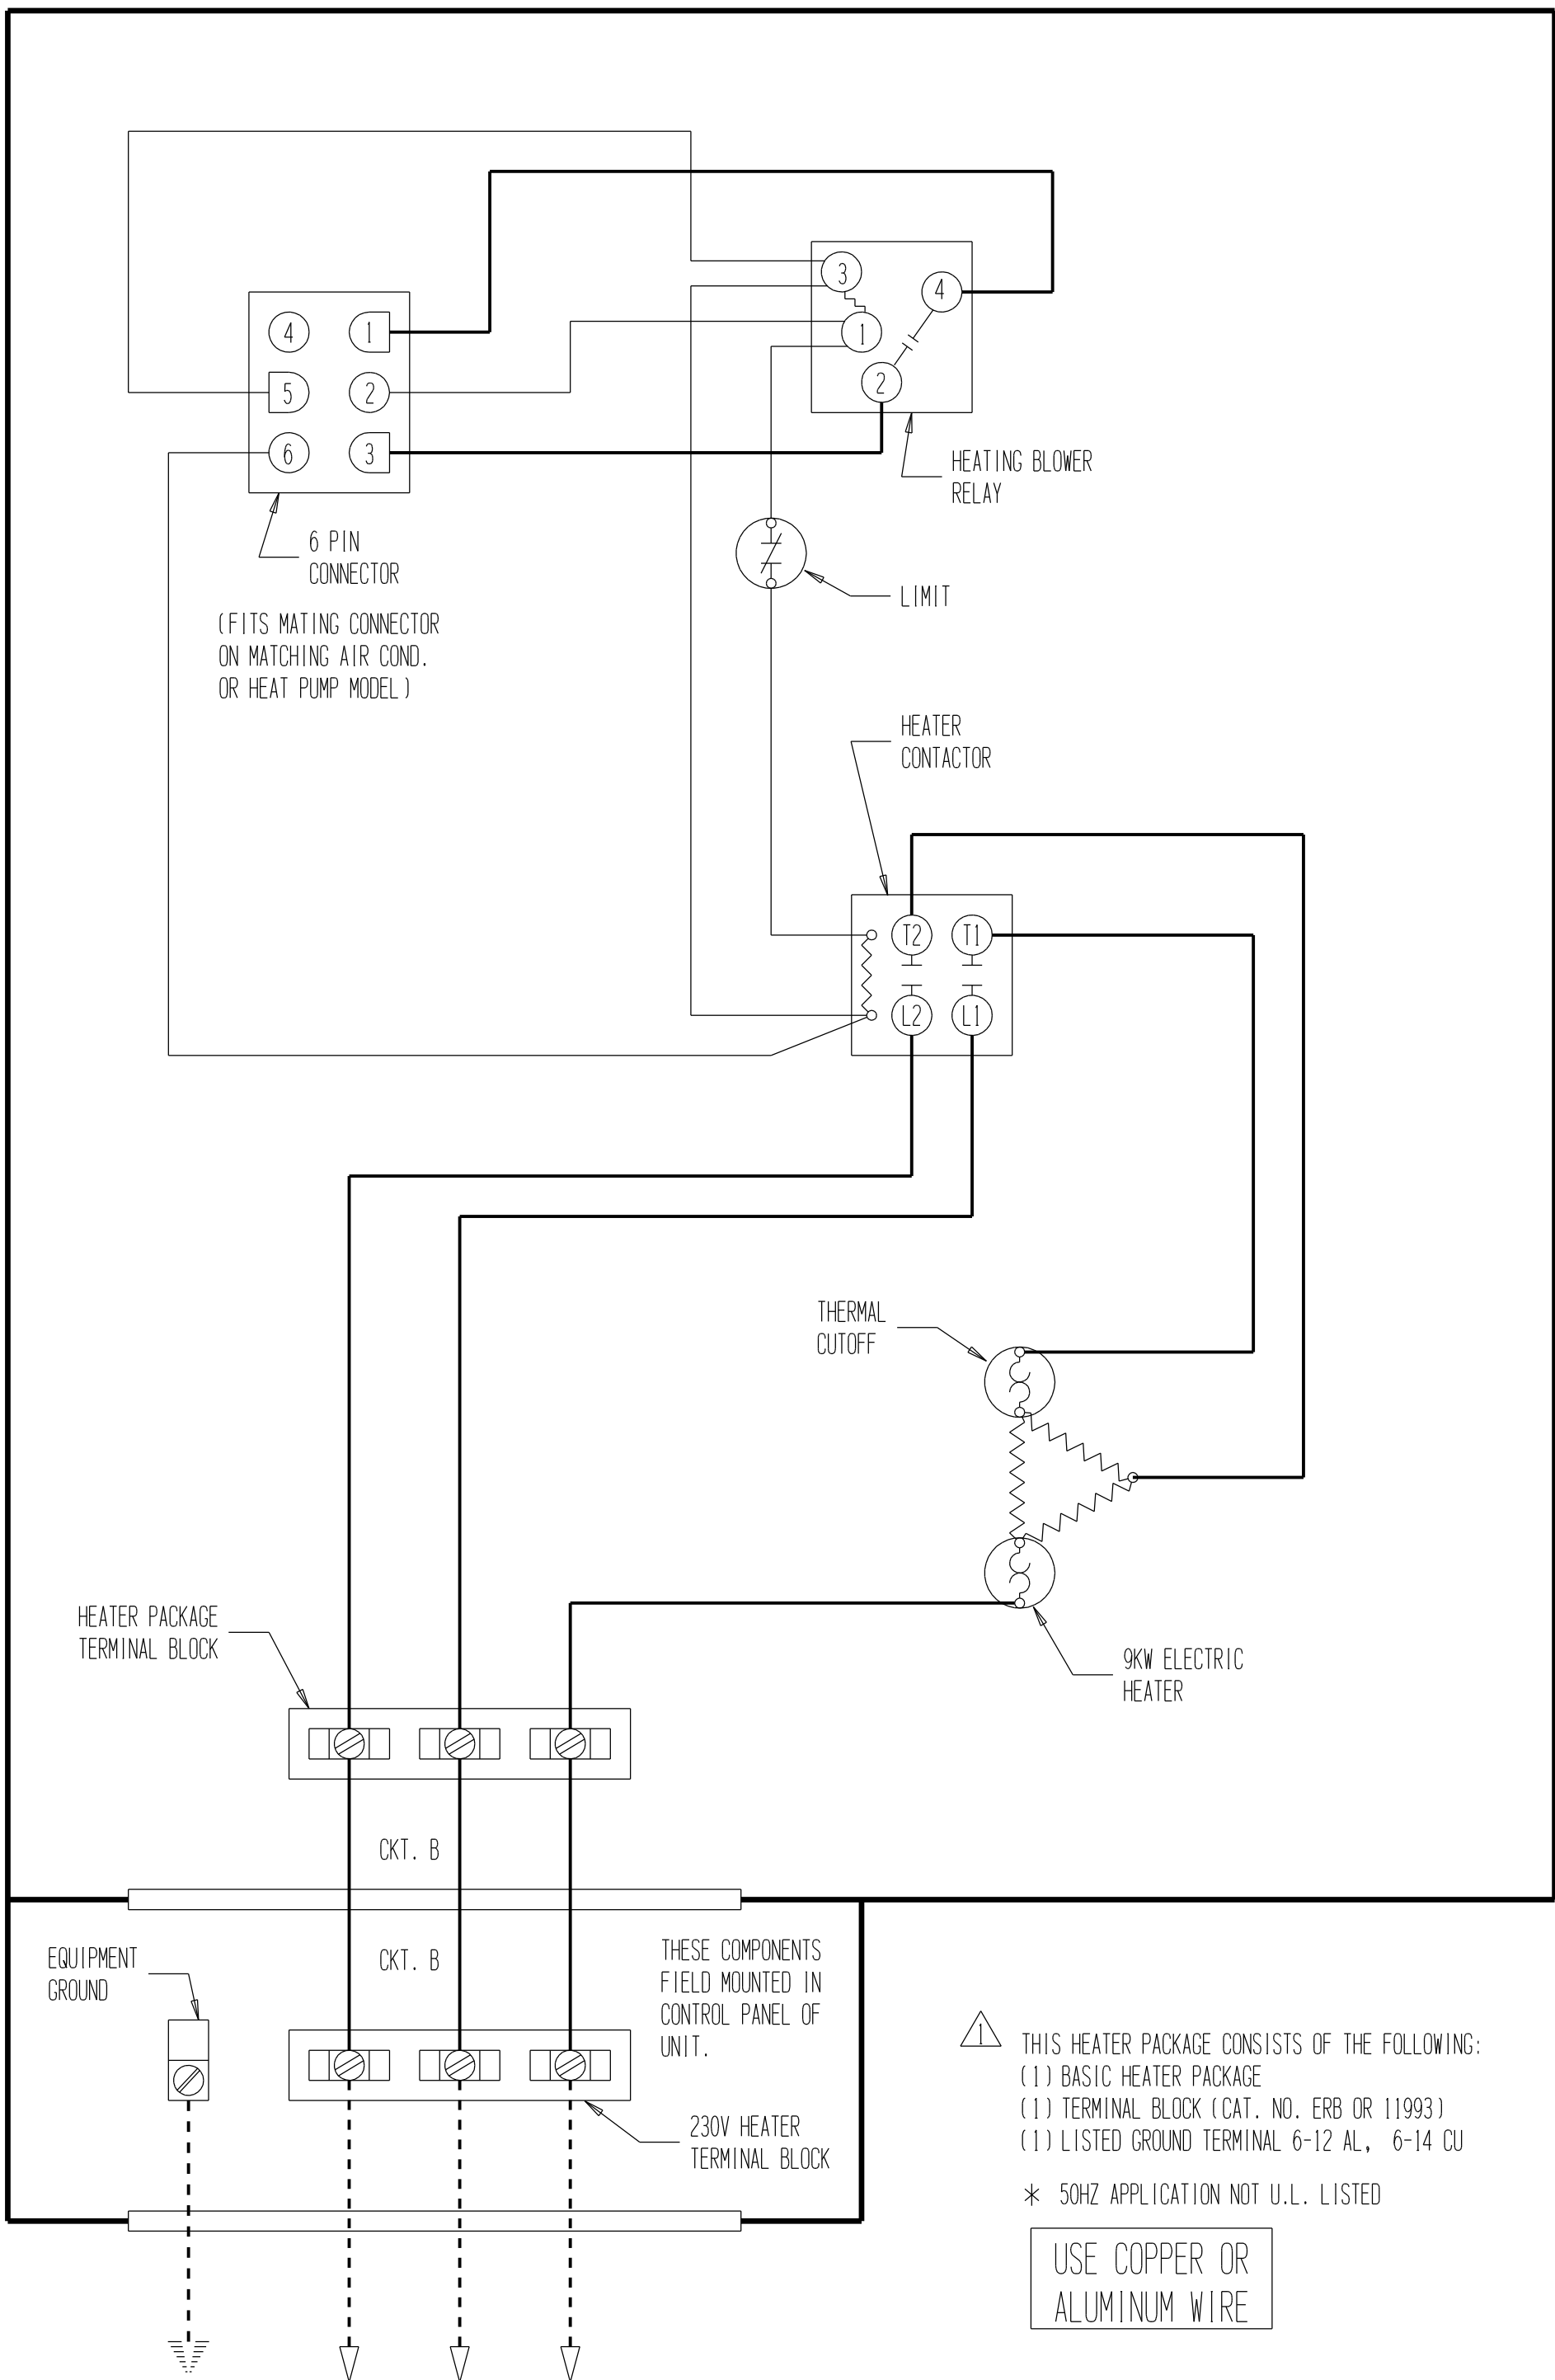 3
4
1
2
4
1
5
2
6
3
HEATING BLOWER
RELAY
6 PIN
CONNECTOR
(FITS MATING CONNECTOR
ON MATCHING AIR COND.
OR HEAT PUMP MODEL)
LIMIT
HEATER
CONTACTOR
T2
T1
L2
L1
THERMAL
CUTOFF
HEATER PACKAGE
TERMINAL BLOCK
9KW ELECTRIC
HEATER
CKT. B
CKT. B
EQUIPMENT
GROUND
THESE COMPONENTS
FIELD MOUNTED IN
CONTROL PANEL OF
UNIT.
230V HEATER
TERMINAL BLOCK
1
THIS HEATER PACKAGE CONSISTS OF THE FOLLOWING:
(1) BASIC HEATER PACKAGE
(1) TERMINAL BLOCK (CAT. NO. ERB OR 11993)
(1) LISTED GROUND TERMINAL 6-12 AL, 6-14 CU
* 50HZ APPLICATION NOT U.L. LISTED
USE COPPER OR
ALUMINUM WIRE